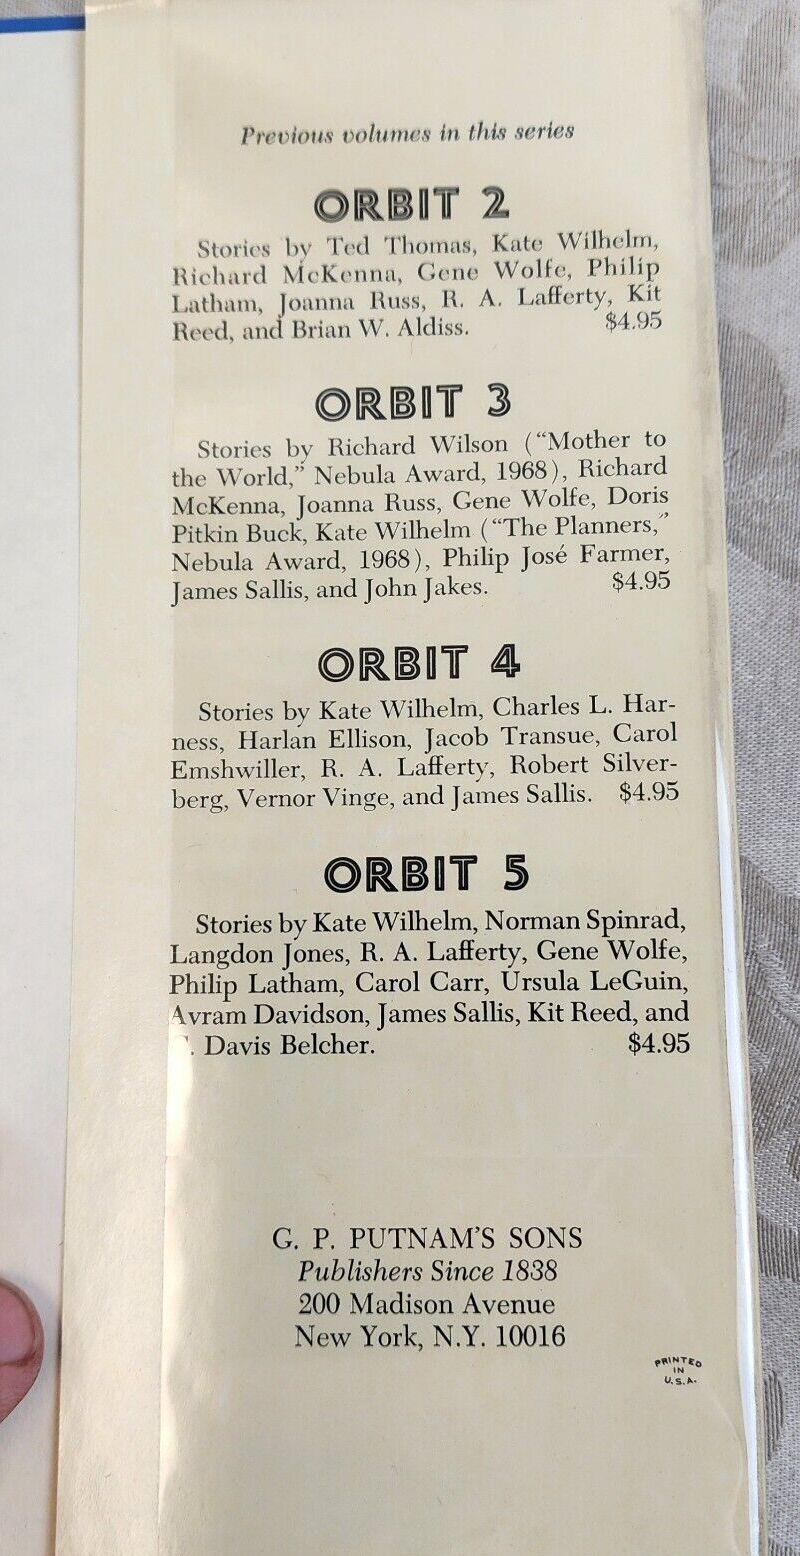 Previous volumes in this series
ORBIT 2
Stories by Ted Thomas, Kate Wilhelm,
Richard McKenna, Gene Wolfe, Philip
Latham, Joanna Russ, R. A. Lafferty, Kit
Reed, and Brian W. Aldiss. $4.95
ORBIT 3
Stories by Richard Wilson ("Mother to
the World," Nebula Award, 1968), Richard
McKenna, Joanna Russ, Gene Wolfe, Doris
Pitkin Buck, Kate Wilhelm ("The Planners,"
Nebula Award, 1968), Philip José Farmer,
James Sallis, and John Jakes. $4.95
ORBIT 4
Stories by Kate Wilhelm, Charles L. Har-
ness, Harlan Ellison, Jacob Transue, Carol
Emshwiller, R. A. Lafferty, Robert Silver-
berg, Vernor Vinge, and James Sallis. $4.95
ORBIT 5
Stories by Kate Wilhelm, Norman Spinrad,
Langdon Jones, R. A. Lafferty, Gene Wolfe,
Philip Latham, Carol Carr, Ursula LeGuin,
Avram Davidson, James Sallis, Kit Reed, and
Davis Belcher. $4.95
G. P. PUTNAM'S SONS
Publishers Since 1838
200 Madison Avenue
New York, N.Y. 10016
PRINTED
IN
U.S.A.